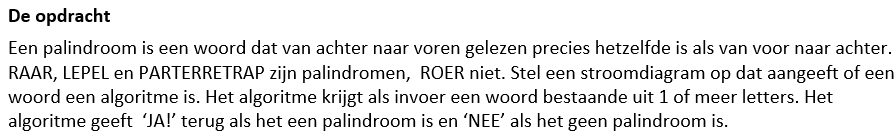 De opdracht
Een palindroom is een woord dat van achter naar voren gelezen precies hetzelfde is als van voor naar achter.
RAAR, LEPEL en PARTERRETRAP zijn palindromen,  ROER niet. Stel een stroomdiagram op dat aangeeft of een
woord een algoritme is. Het algoritme krijgt als invoer een woord bestaande uit 1 of meer letters. Het
algoritme geeft  ‘JA!’ terug als het een palindroom is en ‘NEE’ als het geen palindroom is.